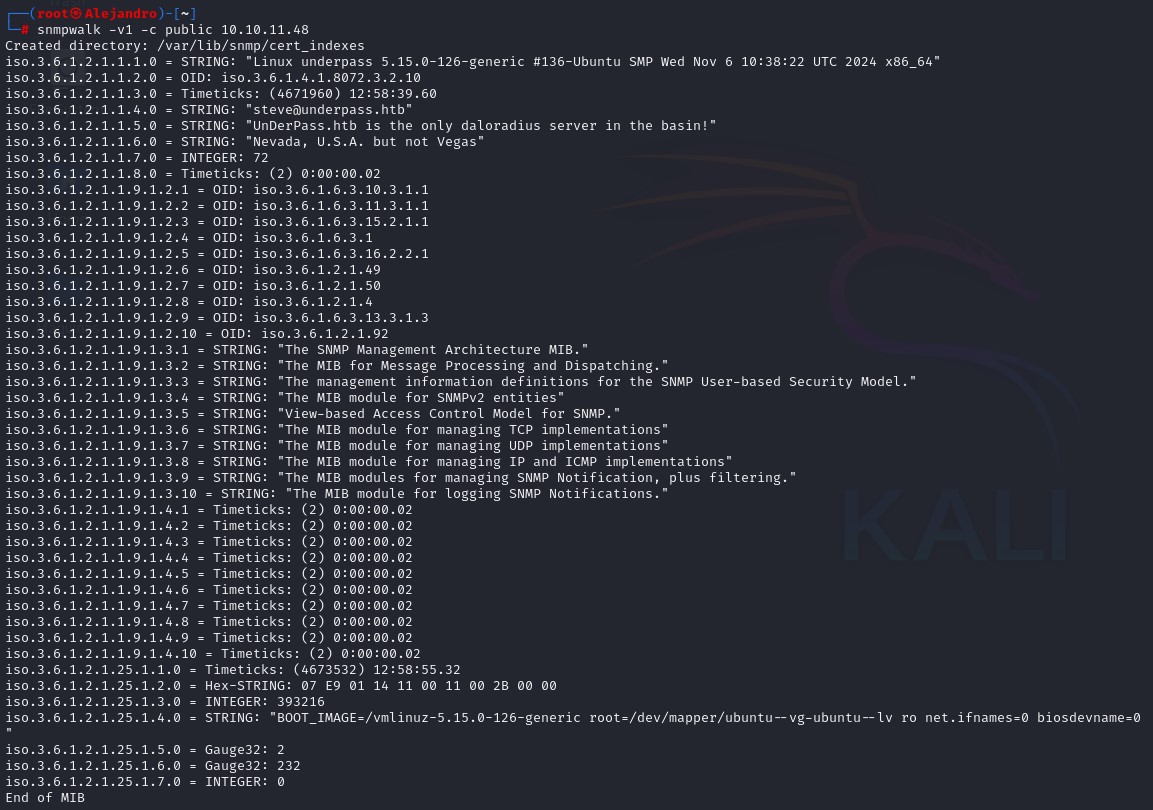 ┌──(root㉿Alejandro)-[~]
└─# snmpwalk -v1 -c public 10.10.11.48
Created directory: /var/lib/snmp/cert_indexes
iso.3.6.1.2.1.1.1.0 = STRING: "Linux underpass 5.15.0-126-generic #136-Ubuntu SMP Wed Nov 6 10:38:22 UTC 2024 x86_64"
iso.3.6.1.2.1.1.2.0 = OID: iso.3.6.1.4.1.8072.3.2.10
iso.3.6.1.2.1.1.3.0 = Timeticks: (4671960) 12:58:39.60
iso.3.6.1.2.1.1.4.0 = STRING: "steve@underpass.htb"
iso.3.6.1.2.1.1.5.0 = STRING: "UnDerPass.htb is the only daloradius server in the basin!"
iso.3.6.1.2.1.1.6.0 = STRING: "Nevada, U.S.A. but not Vegas"
iso.3.6.1.2.1.1.7.0 = INTEGER: 72
iso.3.6.1.2.1.1.8.0 = Timeticks: (2) 0:00:00.02
iso.3.6.1.2.1.1.9.1.2.1 = OID: iso.3.6.1.6.3.10.3.1.1
iso.3.6.1.2.1.1.9.1.2.2 = OID: iso.3.6.1.6.3.11.3.1.1
iso.3.6.1.2.1.1.9.1.2.3 = OID: iso.3.6.1.6.3.15.2.1.1
iso.3.6.1.2.1.1.9.1.2.4 = OID: iso.3.6.1.6.3.1
iso.3.6.1.2.1.1.9.1.2.5 = OID: iso.3.6.1.6.3.16.2.2.1
iso.3.6.1.2.1.1.9.1.2.6 = OID: iso.3.6.1.2.1.49
iso.3.6.1.2.1.1.9.1.2.7 = OID: iso.3.6.1.2.1.50
iso.3.6.1.2.1.1.9.1.2.8 = OID: iso.3.6.1.2.1.4
iso.3.6.1.2.1.1.9.1.2.9 = OID: iso.3.6.1.6.3.13.3.1.3
iso.3.6.1.2.1.1.9.1.2.10 = OID: iso.3.6.1.2.1.92
iso.3.6.1.2.1.1.9.1.3.1 = STRING: "The SNMP Management Architecture MIB."
iso.3.6.1.2.1.1.9.1.3.2 = STRING: "The MIB for Message Processing and Dispatching."
iso.3.6.1.2.1.1.9.1.3.3 = STRING: "The management information definitions for the SNMP User-based Security Model."
iso.3.6.1.2.1.1.9.1.3.4 = STRING: "The MIB module for SNMPv2 entities"
iso.3.6.1.2.1.1.9.1.3.5 = STRING: "View-based Access Control Model for SNMP."
iso.3.6.1.2.1.1.9.1.3.6 = STRING: "The MIB module for managing TCP implementations"
iso.3.6.1.2.1.1.9.1.3.7 = STRING: "The MIB module for managing UDP implementations"
iso.3.6.1.2.1.1.9.1.3.8 = STRING: "The MIB module for managing IP and ICMP implementations"
iso.3.6.1.2.1.1.9.1.3.9 = STRING: "The MIB modules for managing SNMP Notification, plus filtering."
iso.3.6.1.2.1.1.9.1.3.10 = STRING: "The MIB module for logging SNMP Notifications."
iso.3.6.1.2.1.1.9.1.4.1 = Timeticks: (2) 0:00:00.02
iso.3.6.1.2.1.1.9.1.4.2 = Timeticks: (2) 0:00:00.02
iso.3.6.1.2.1.1.9.1.4.3 = Timeticks: (2) 0:00:00.02
iso.3.6.1.2.1.1.9.1.4.4 = Timeticks: (2) 0:00:00.02
iso.3.6.1.2.1.1.9.1.4.5 = Timeticks: (2) 0:00:00.02
iso.3.6.1.2.1.1.9.1.4.6 = Timeticks: (2) 0:00:00.02
iso.3.6.1.2.1.1.9.1.4.7 = Timeticks: (2) 0:00:00.02
iso.3.6.1.2.1.1.9.1.4.8 = Timeticks: (2) 0:00:00.02
iso.3.6.1.2.1.1.9.1.4.9 = Timeticks: (2) 0:00:00.02
iso.3.6.1.2.1.1.9.1.4.10 = Timeticks: (2) 0:00:00.02
iso.3.6.1.2.1.25.1.1.0 = Timeticks: (4673532) 12:58:55.32
iso.3.6.1.2.1.25.1.2.0 = Hex-STRING: 07 E9 01 14 11 00 11 00 2B 00 00
iso.3.6.1.2.1.25.1.3.0 = INTEGER: 393216
iso.3.6.1.2.1.25.1.4.0 = STRING: "BOOT_IMAGE=/vmlinuz-5.15.0-126-generic root=/dev/mapper/ubuntu--vg-ubuntu--lv ro net.ifnames=0 biosdevname=0
"
iso.3.6.1.2.1.25.1.5.0 = Gauge32: 2
iso.3.6.1.2.1.25.1.6.0 = Gauge32: 232
iso.3.6.1.2.1.25.1.7.0 = INTEGER: 0
End of MIB
KALI